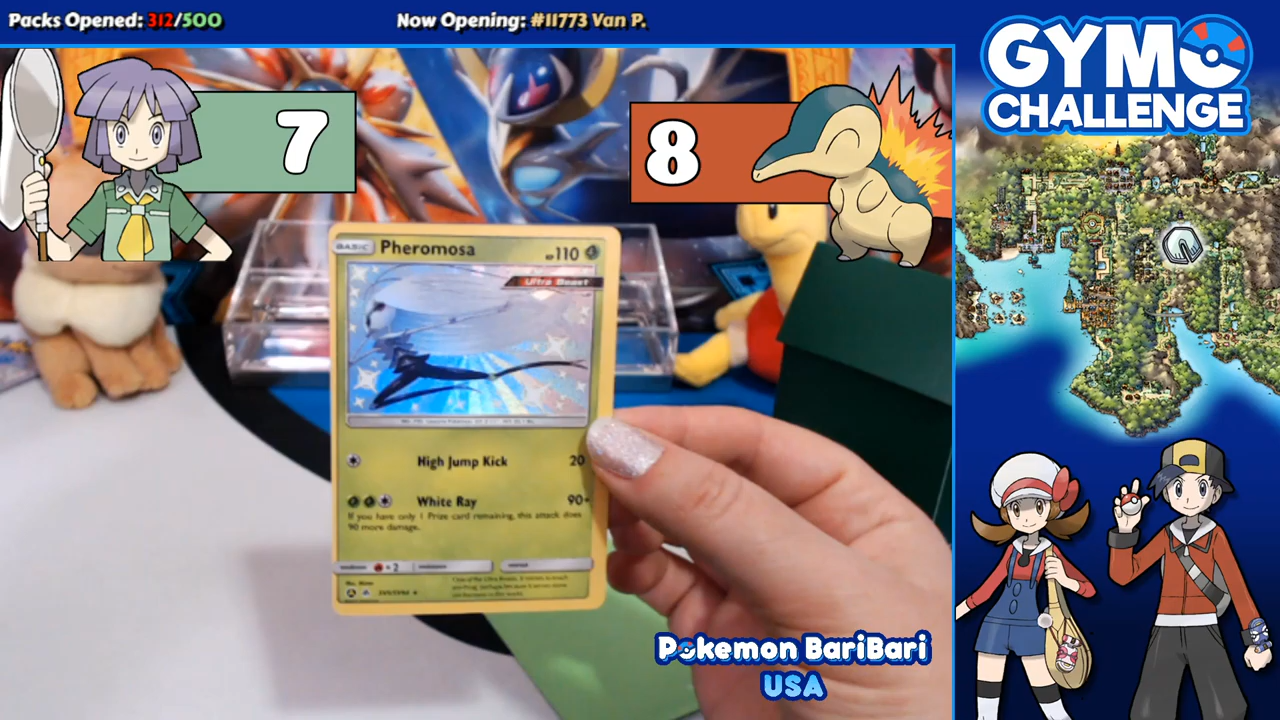 Packs Opened: 312/500
Now Opening: #11773 Van P.
GYM
CHALLENGE
7
8
BASIC Pheromosa HP110
Ultra Beast
High Jump Kick 20
White Ray 90+
If you have only 1 Prize card remaining, this attack does
90 more damage.
×2
Pokemon BariBari
USA